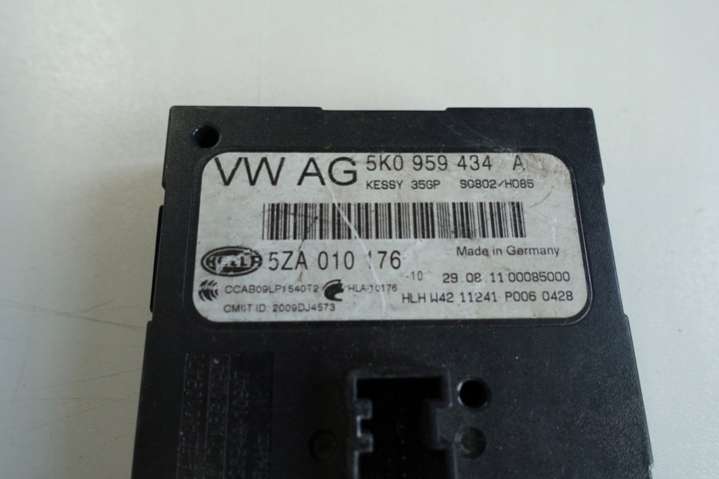 VW AG 5K0 959 434 A
KESSY 35GP S0802/H085
HELLA 5ZA 010 176 -10 Made in Germany
29.08.11 00085000
CCAB09LP1540T2 HLA-10176
HLH W42 11241 P006 0428
CMIIT ID: 2009DJ4573